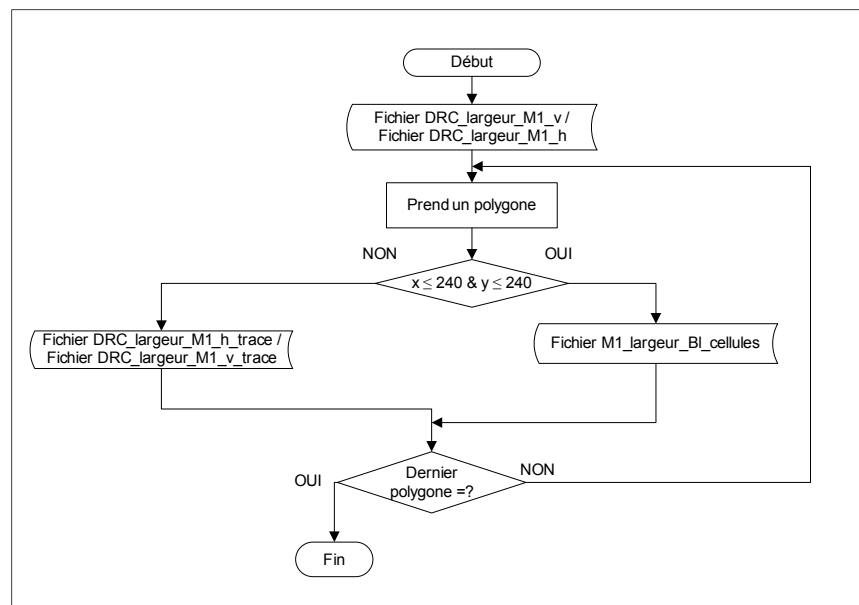 Début
Fichier DRC_largeur_M1_v /
Fichier DRC_largeur_M1_h
Prend un polygone
NON
OUI
x ≤ 240 & y ≤ 240
Fichier DRC_largeur_M1_h_trace /
Fichier DRC_largeur_M1_v_trace
Fichier M1_largeur_BI_cellules
OUI
Dernier
polygone =?
NON
Fin